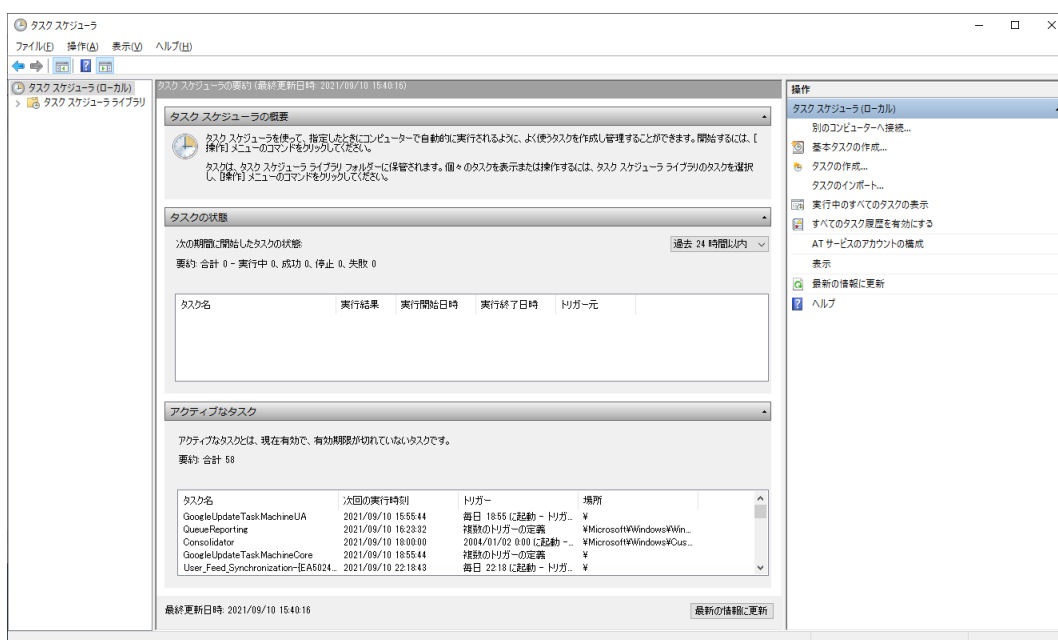 タスク スケジューラ
ファイル(F) 操作(A) 表示(V) ヘルプ(H)
タスク スケジューラ (ローカル)
タスク スケジューラ ライブラリ
タスク スケジューラの要約 (最終更新日時: 2021/09/10 15:40:16)
タスク スケジューラの概要
タスク スケジューラを使って、指定したときにコンピューターで自動的に実行されるように、よく使うタスクを作成し管理することができます。開始するには、[
操作] メニューのコマンドをクリックしてください。
タスクは、タスク スケジューラ ライブラリ フォルダーに保管されます。個々のタスクを表示または操作するには、タスク スケジューラ ライブラリのタスクを選択
し、[操作] メニューのコマンドをクリックしてください。
タスクの状態
次の期間に開始したタスクの状態:
過去 24 時間以内
要約: 合計 0 - 実行中 0、成功 0、停止 0、失敗 0
タスク名 実行結果 実行開始日時 実行終了日時 トリガー元
アクティブなタスク
アクティブなタスクとは、現在有効で、有効期限が切れていないタスクです。
要約: 合計 58
タスク名 次回の実行時刻 トリガー 場所
GoogleUpdateTaskMachineUA 2021/09/10 15:55:44 毎日 18:55 に起動 - トリガ... ¥
QueueReporting 2021/09/10 16:23:32 複数のトリガーの定義 ¥Microsoft¥Windows¥Win...
Consolidator 2021/09/10 18:00:00 2004/01/02 0:00 に起動 -... ¥Microsoft¥Windows¥Cus...
GoogleUpdateTaskMachineCore 2021/09/10 18:55:44 複数のトリガーの定義 ¥
User_Feed_Synchronization-{EA5024... 2021/09/10 22:18:43 毎日 22:18 に起動 - トリガ... ¥
最終更新日時: 2021/09/10 15:40:16
最新の情報に更新
操作
タスク スケジューラ (ローカル)
別のコンピューターへ接続...
基本タスクの作成...
タスクの作成...
タスクのインポート...
実行中のすべてのタスクの表示
すべてのタスク履歴を有効にする
AT サービスのアカウントの構成
表示
最新の情報に更新
ヘルプ